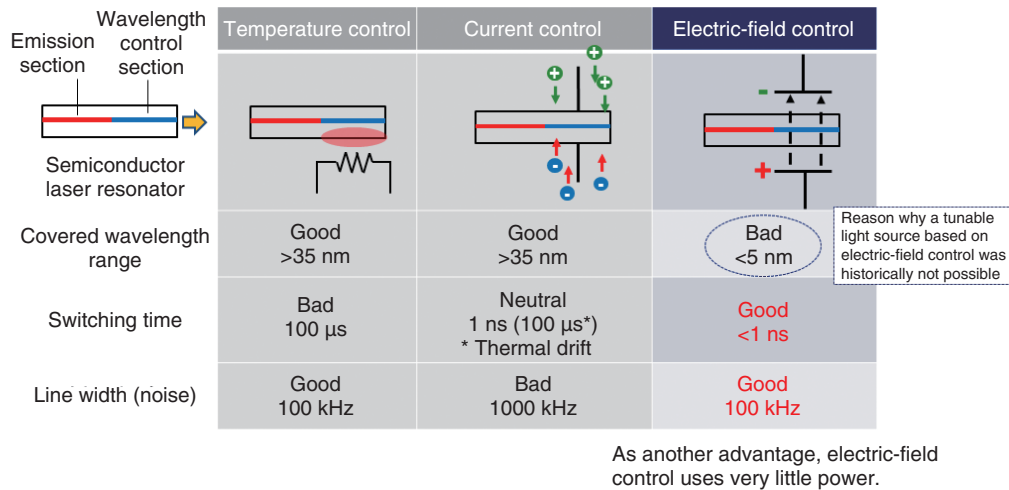 Emission
section
Wavelength
control
section
Semiconductor
laser resonator
Temperature control
Current control
Electric-field control
+
+
+
-
-
-
-
+
Covered wavelength
range
Good
>35 nm
Good
>35 nm
Bad
<5 nm
Reason why a tunable
light source based on
electric-field control was
historically not possible
Switching time
Bad
100 μs
Neutral
1 ns (100 μs*)
* Thermal drift
Good
<1 ns
Line width (noise)
Good
100 kHz
Bad
1000 kHz
Good
100 kHz
As another advantage, electric-field
control uses very little power.